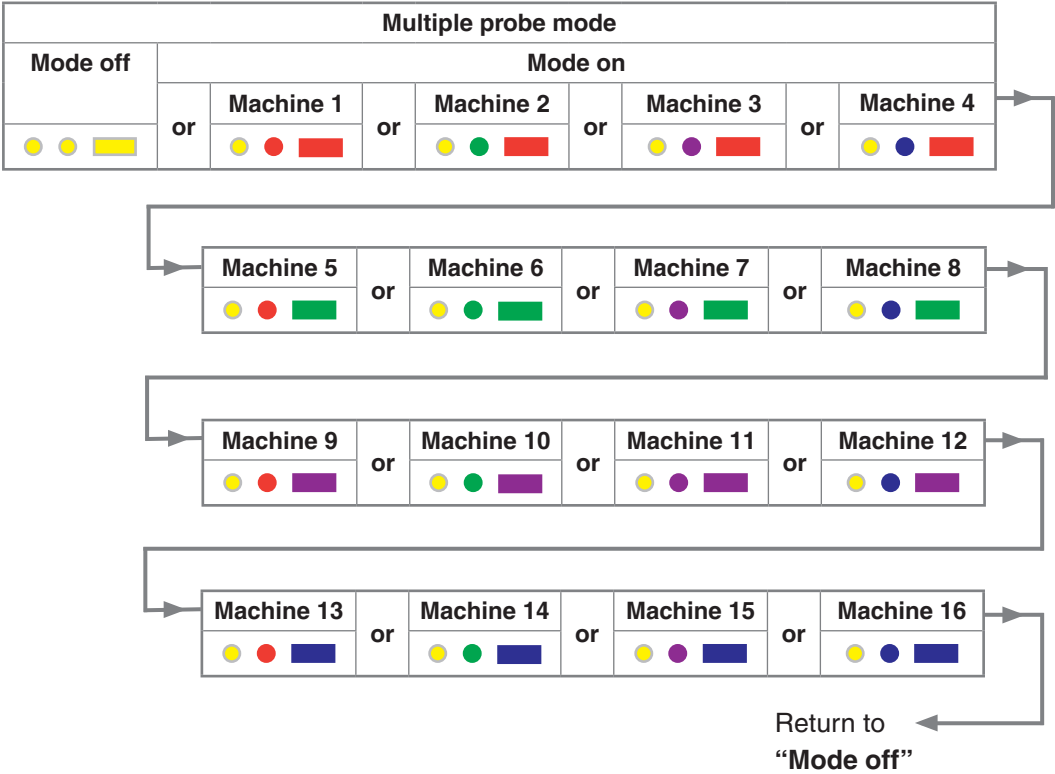 Multiple probe mode
Mode off
Mode on
or
Machine 1
or
Machine 2
or
Machine 3
or
Machine 4
Machine 5
or
Machine 6
or
Machine 7
or
Machine 8
Machine 9
or
Machine 10
or
Machine 11
or
Machine 12
Machine 13
or
Machine 14
or
Machine 15
or
Machine 16
Return to
“Mode off”